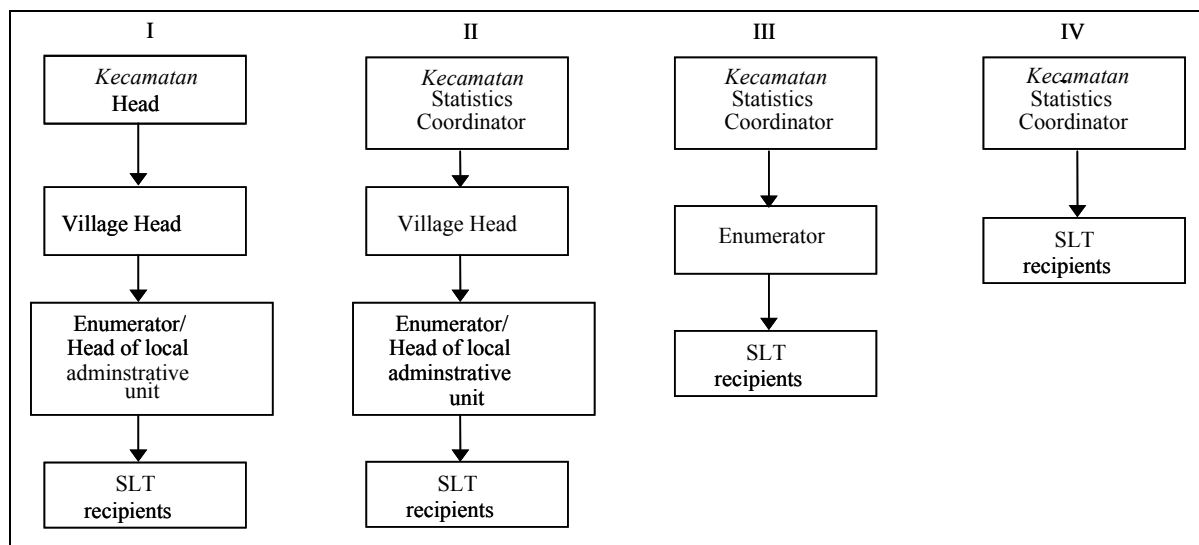 I
Kecamatan
Head
Village Head
Enumerator/
Head of local
adminstrative
unit
SLT
recipients
II
Kecamatan
Statistics
Coordinator
Village Head
Enumerator/
Head of local
adminstrative
unit
SLT
recipients
III
Kecamatan
Statistics
Coordinator
Enumerator
SLT
recipients
IV
Kecamatan
Statistics
Coordinator
SLT
recipients